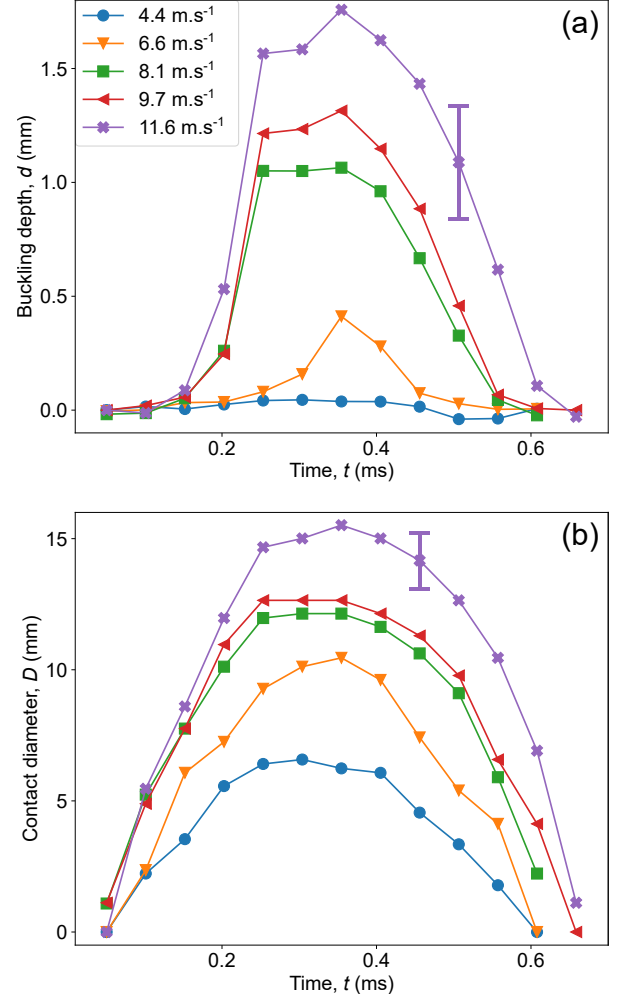 (a)
4.4 m.s⁻¹
6.6 m.s⁻¹
8.1 m.s⁻¹
9.7 m.s⁻¹
11.6 m.s⁻¹
1.5
1.0
0.5
0.0
Buckling depth, d (mm)
0.2 0.4 0.6
Time, t (ms)
(b)
15
10
5
0
Contact diameter, D (mm)
0.2 0.4 0.6
Time, t (ms)